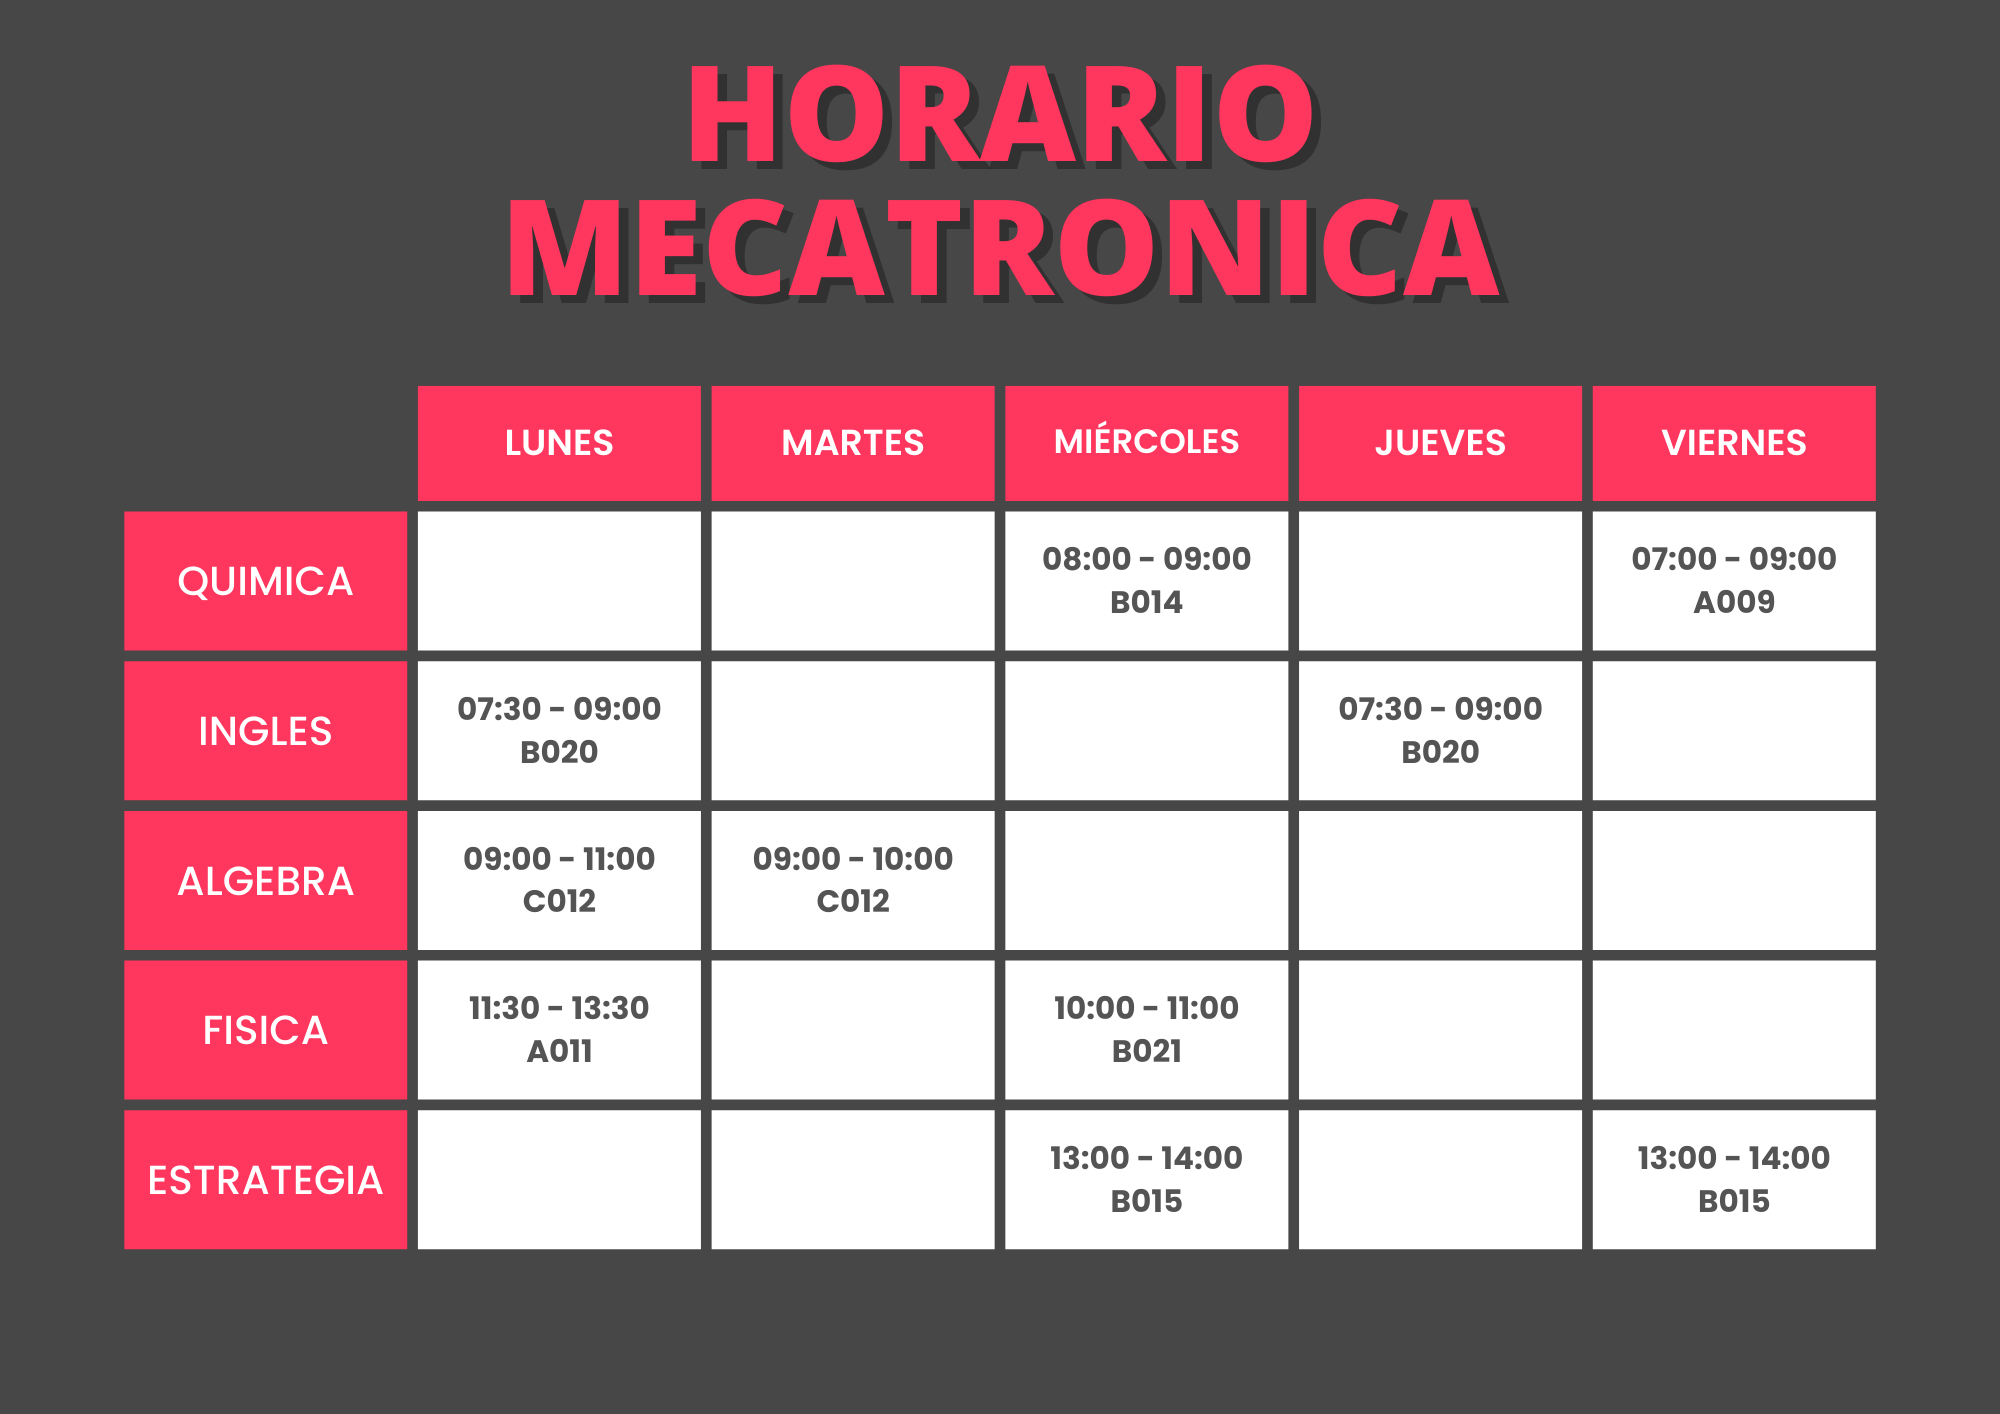 HORARIO
MECATRONICA
LUNES MARTES MIÉRCOLES JUEVES VIERNES
QUIMICA 08:00 - 09:00 07:00 - 09:00
B014 A009
INGLES 07:30 - 09:00 07:30 - 09:00
B020 B020
ALGEBRA 09:00 - 11:00 09:00 - 10:00
C012 C012
FISICA 11:30 - 13:30 10:00 - 11:00
A011 B021
ESTRATEGIA 13:00 - 14:00 13:00 - 14:00
B015 B015